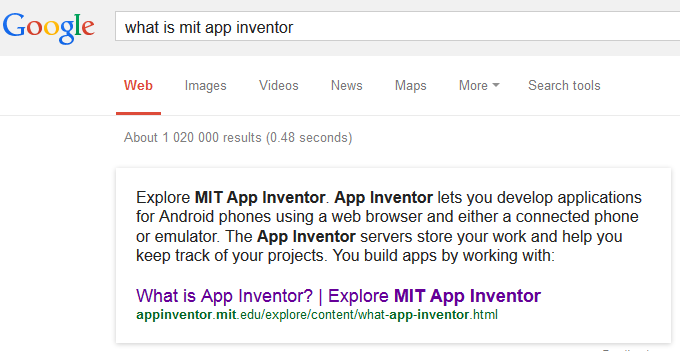 Google what is mit app inventor
Web Images Videos News Maps More Search tools
About 1 020 000 results (0.48 seconds)
Explore MIT App Inventor. App Inventor lets you develop applications
for Android phones using a web browser and either a connected phone
or emulator. The App Inventor servers store your work and help you
keep track of your projects. You build apps by working with:
What is App Inventor? | Explore MIT App Inventor
appinventor.mit.edu/explore/content/what-app-inventor.html